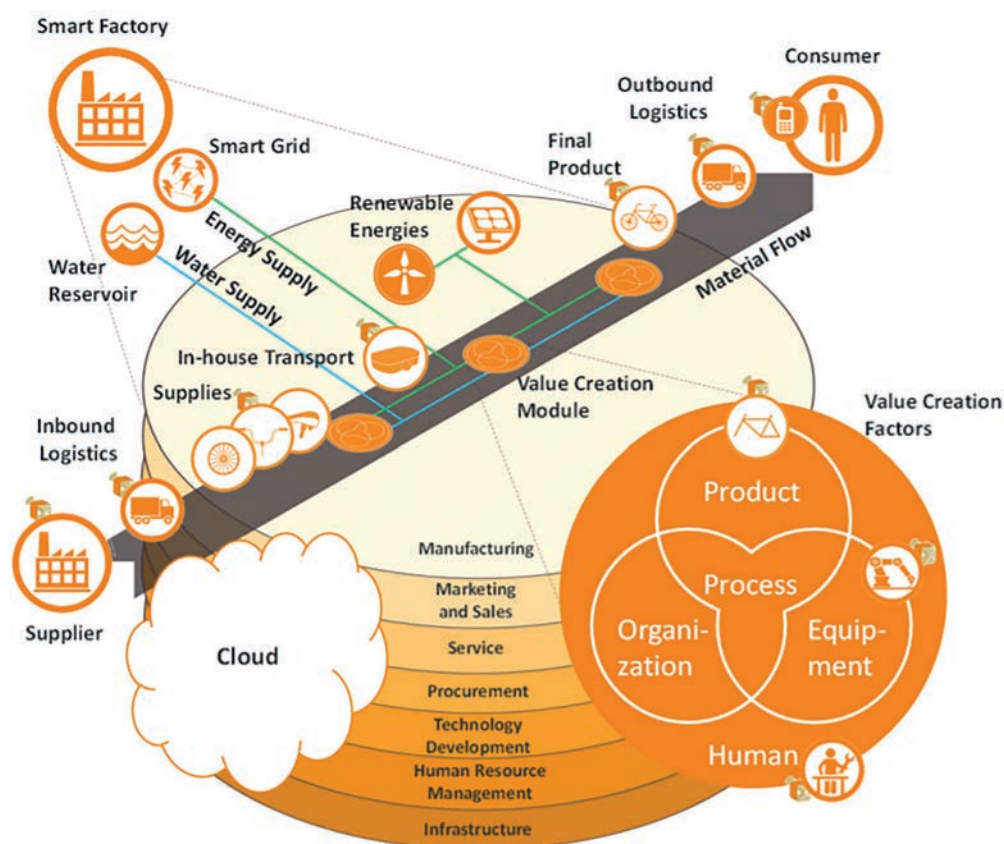 Smart Factory
Consumer
Outbound
Logistics
Final
Product
Smart Grid
Renewable
Energies
Energy Supply
Water Supply
Water
Reservoir
Material Flow
In-house Transport
Supplies
Value Creation
Module
Inbound
Logistics
Value Creation
Factors
Product
Process
Organi-
zation
Equip-
ment
Human
Supplier
Cloud
Manufacturing
Marketing
and Sales
Service
Procurement
Technology
Development
Human Resource
Management
Infrastructure